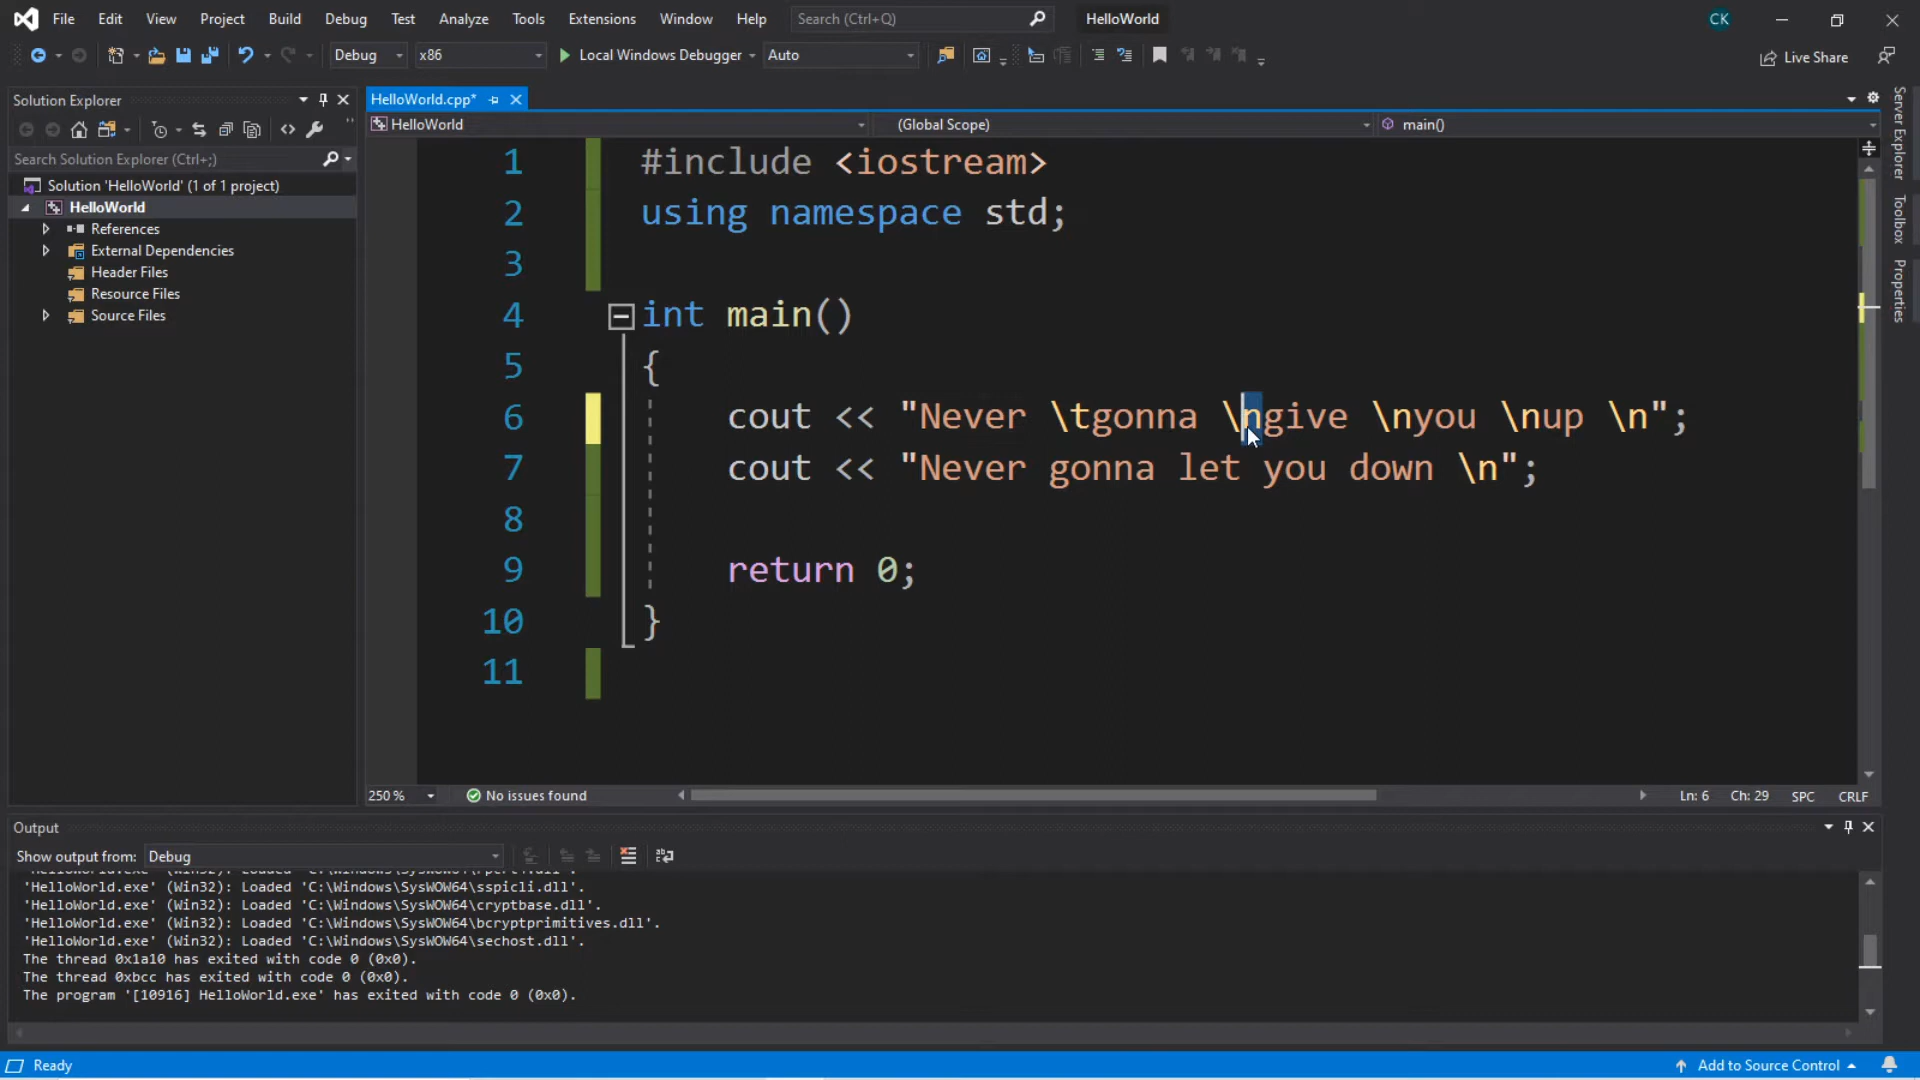 File Edit View Project Build Debug Test Analyze Tools Extensions Window Help Search (Ctrl+Q) HelloWorld CK
Debug x86 Local Windows Debugger Auto Live Share
Solution Explorer
HelloWorld.cpp*
HelloWorld (Global Scope) main()
Search Solution Explorer (Ctrl+;)
Solution 'HelloWorld' (1 of 1 project)
HelloWorld
References
External Dependencies
Header Files
Resource Files
Source Files
1 #include <iostream>
2 using namespace std;
3
4 int main()
5 {
6 cout << "Never \tgonna \ngive \nyou \nup \n";
7 cout << "Never gonna let you down \n";
8
9 return 0;
10 }
11
Server Explorer
Toolbox
Properties
250 % No issues found Ln: 6 Ch: 29 SPC CRLF
Output
Show output from: Debug
'HelloWorld.exe' (Win32): Loaded 'C:\Windows\SysWOW64\sspicli.dll'.
'HelloWorld.exe' (Win32): Loaded 'C:\Windows\SysWOW64\cryptbase.dll'.
'HelloWorld.exe' (Win32): Loaded 'C:\Windows\SysWOW64\bcryptprimitives.dll'.
'HelloWorld.exe' (Win32): Loaded 'C:\Windows\SysWOW64\sechost.dll'.
The thread 0x1a10 has exited with code 0 (0x0).
The thread 0xbcc has exited with code 0 (0x0).
The program '[10916] HelloWorld.exe' has exited with code 0 (0x0).
Ready Add to Source Control